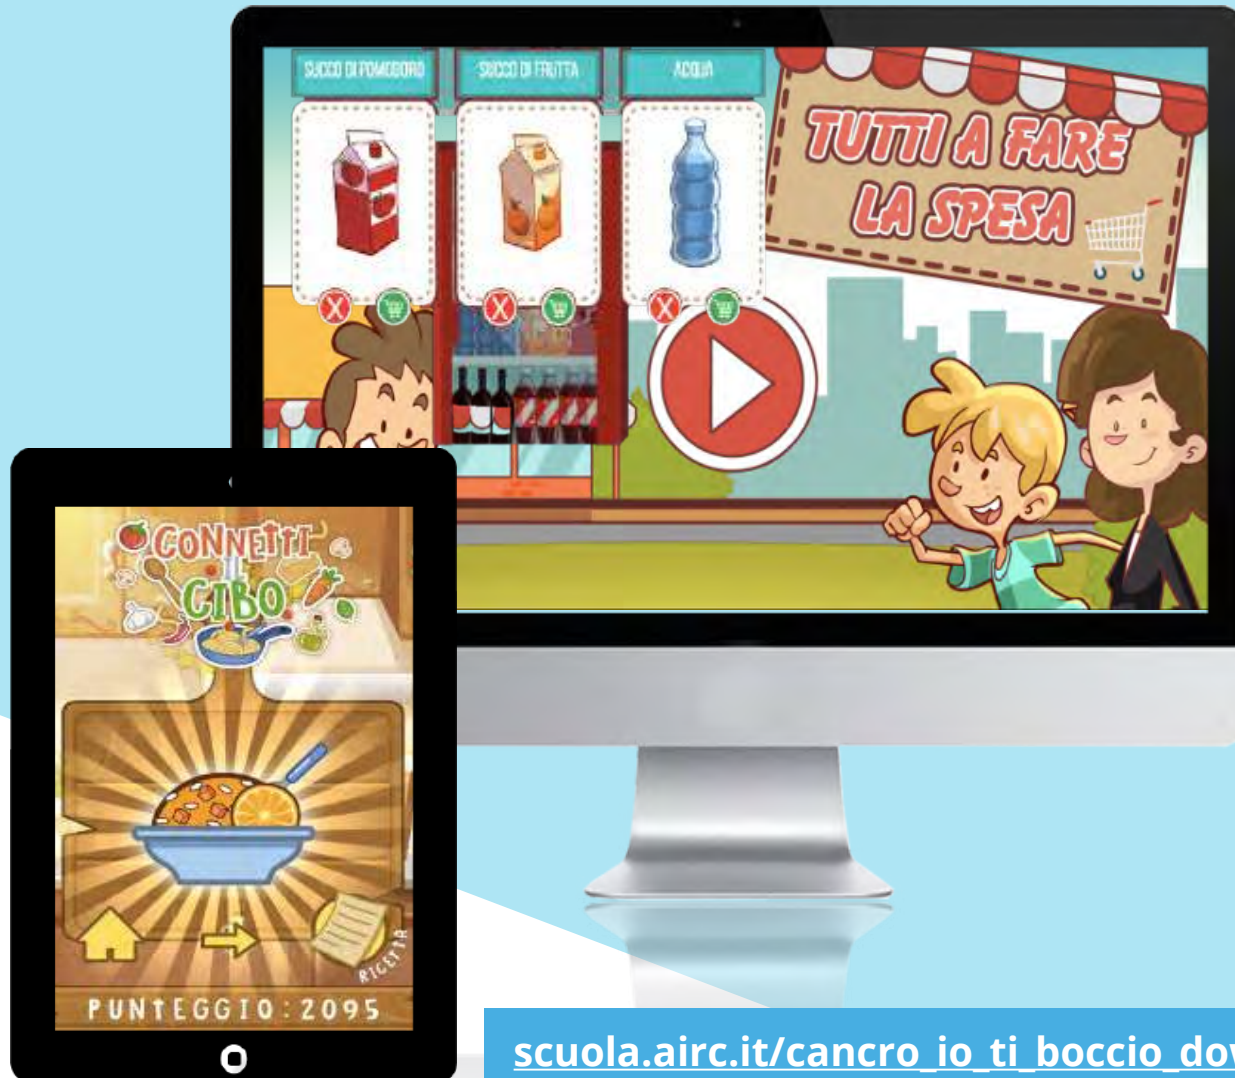 SUCCO DI POMODORO
SUCCO DI FRUTTA
ACQUA
TUTTI A FARE
LA SPESA
X
X
X
CONNETTI
IL
CIBO
RICETTA
PUNTEGGIO:2095
scuola.airc.it/cancro_io_ti_boccio_do